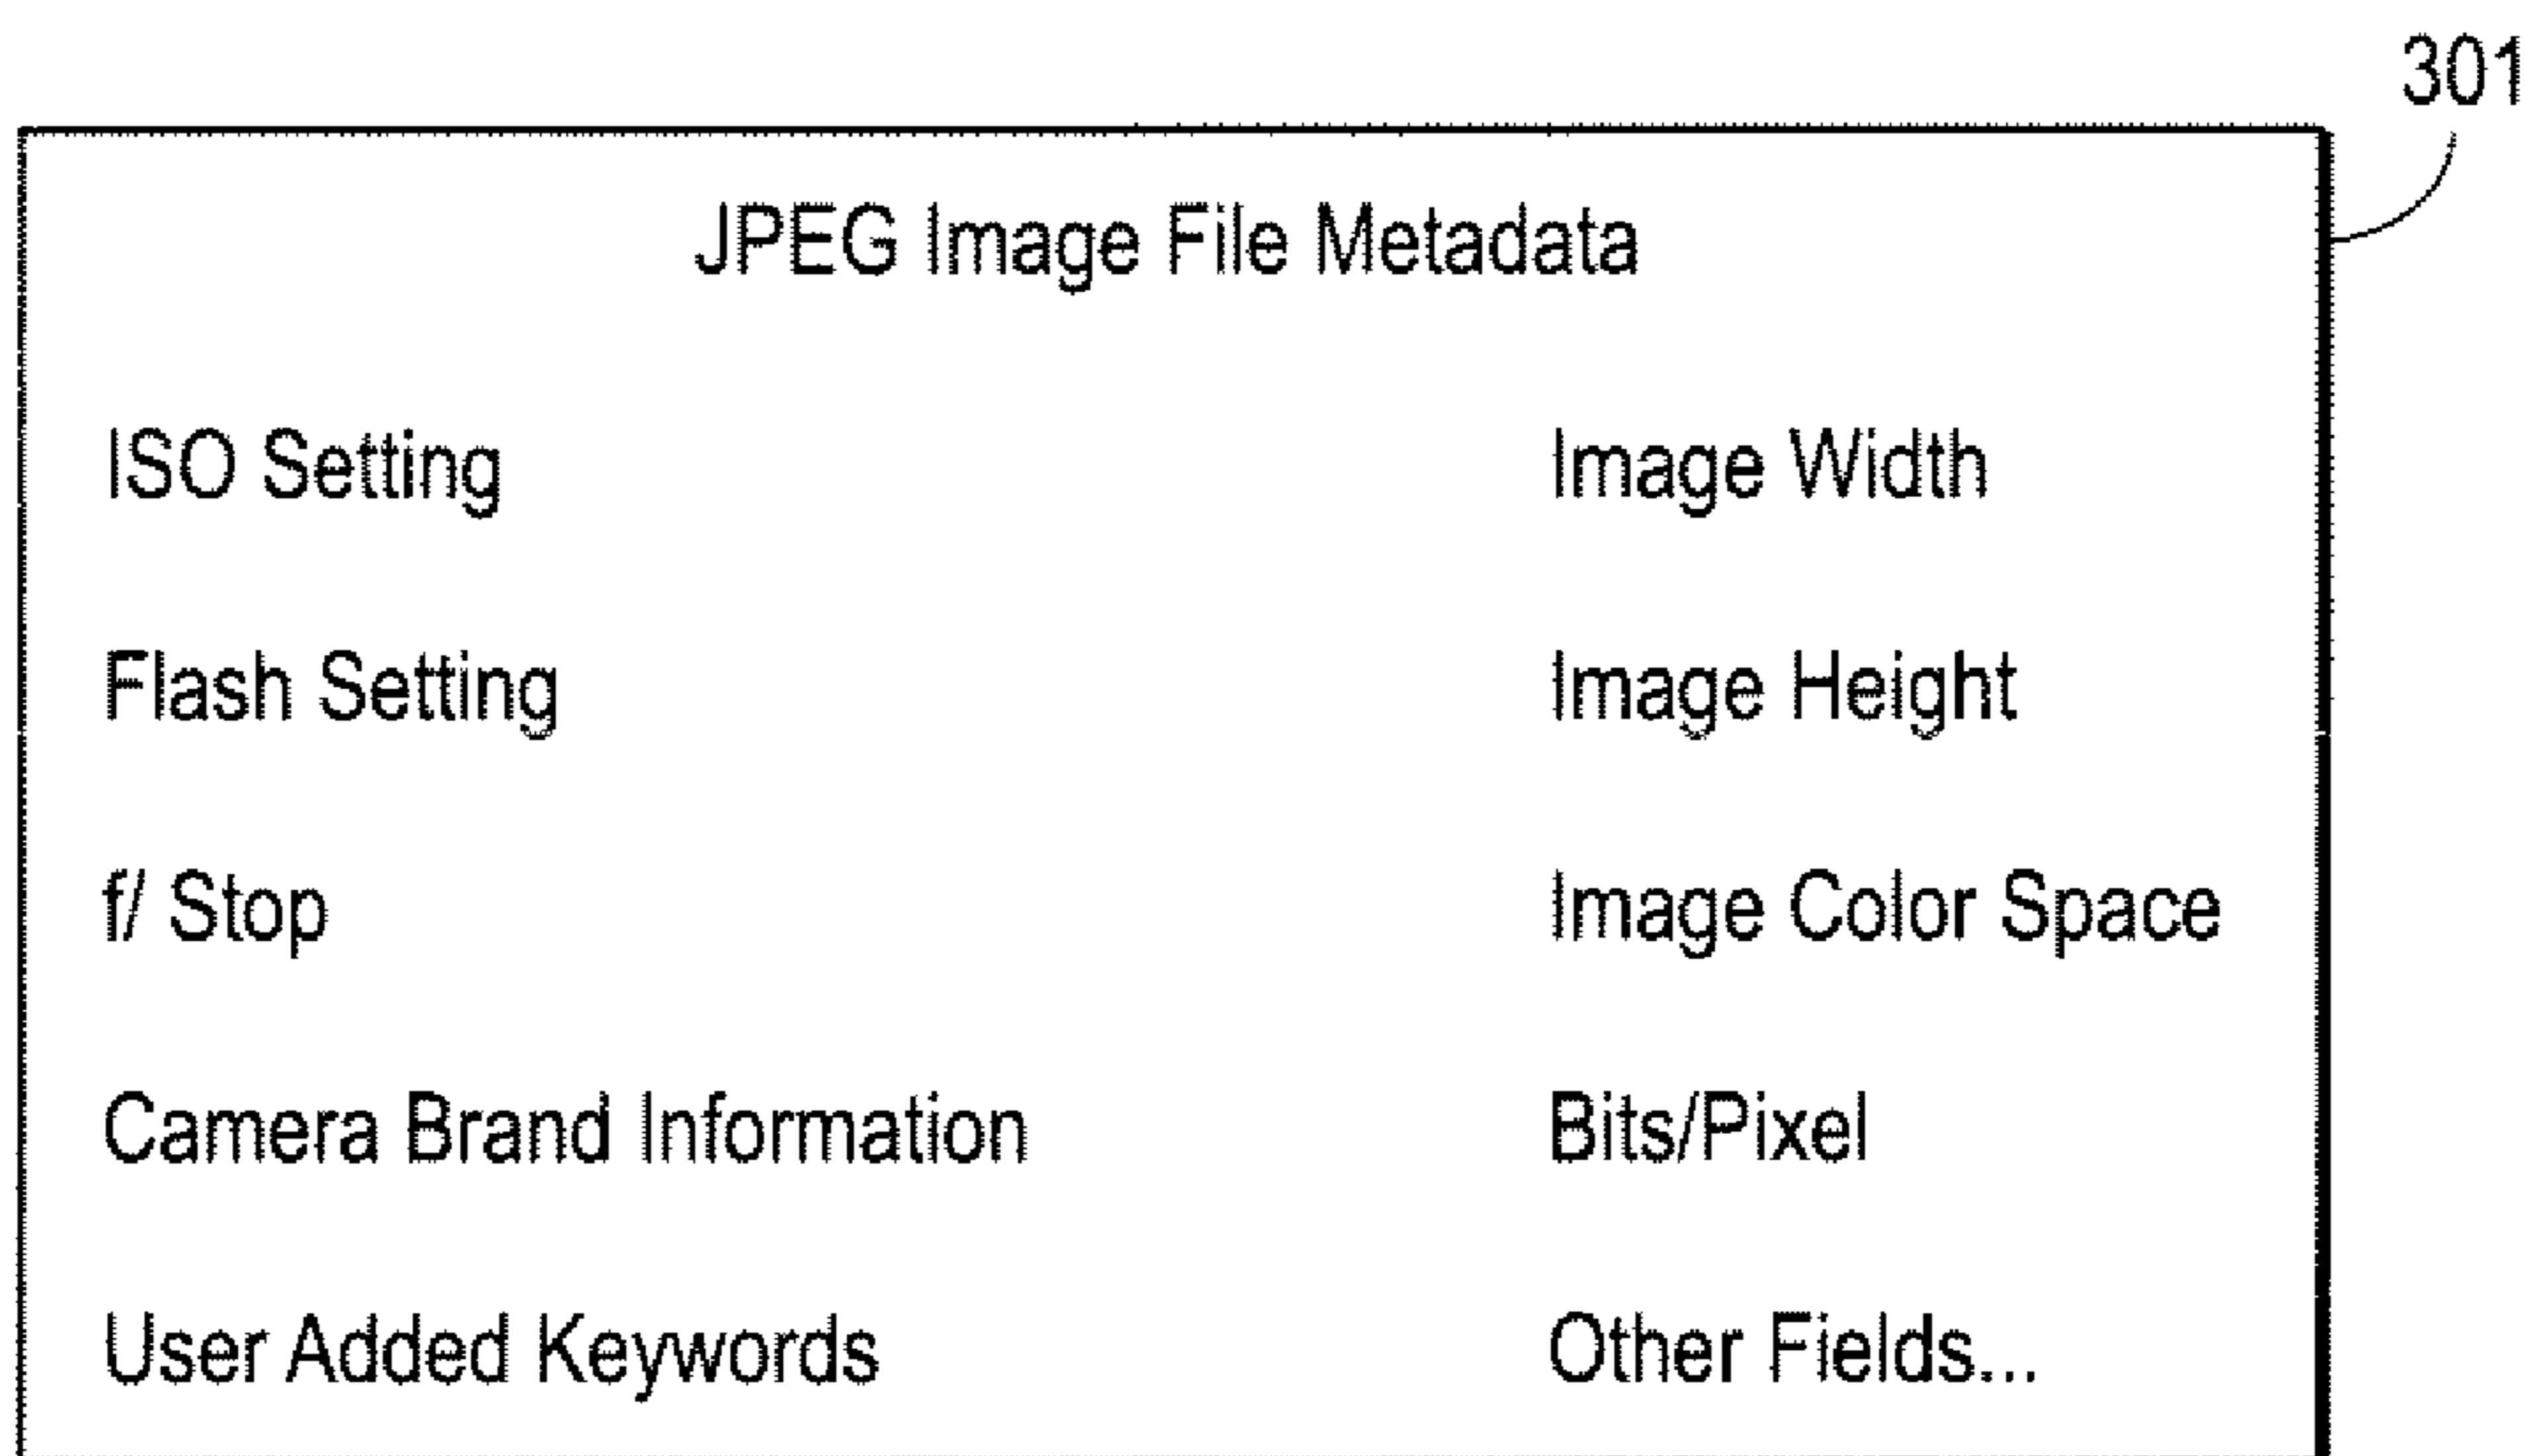 301
JPEG Image File Metadata
ISO Setting
Image Width
Flash Setting
Image Height
f/ Stop
Image Color Space
Camera Brand Information
Bits/Pixel
User Added Keywords
Other Fields...